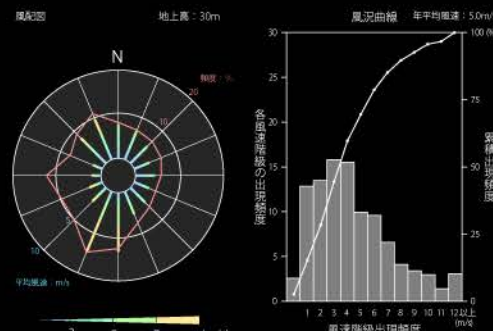 風配図
地上高：30m
N
頻度：%
20
10
5
10
平均風速：m/s
風況曲線
年平均風速：5.0m/s
30
25
20
15
10
5
0
各風速階級の出現頻度
100 (%)
75
50
25
0
累積出現頻度
1 2 3 4 5 6 7 8 9 10 11 12以上
(m/s)
風速階級出現頻度